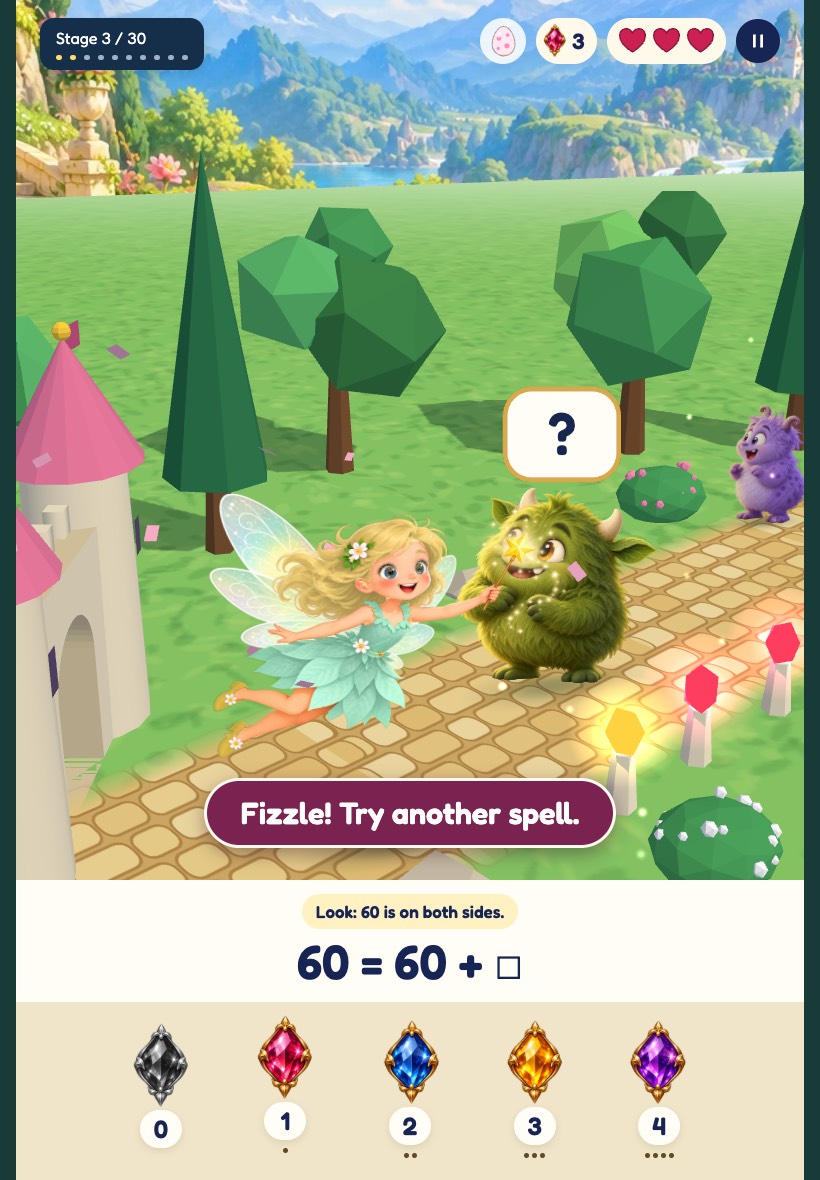 Stage 3 / 30
3
?
Fizzle! Try another spell.
Look: 60 is on both sides.
60 = 60 + □
0
1
2
3
4